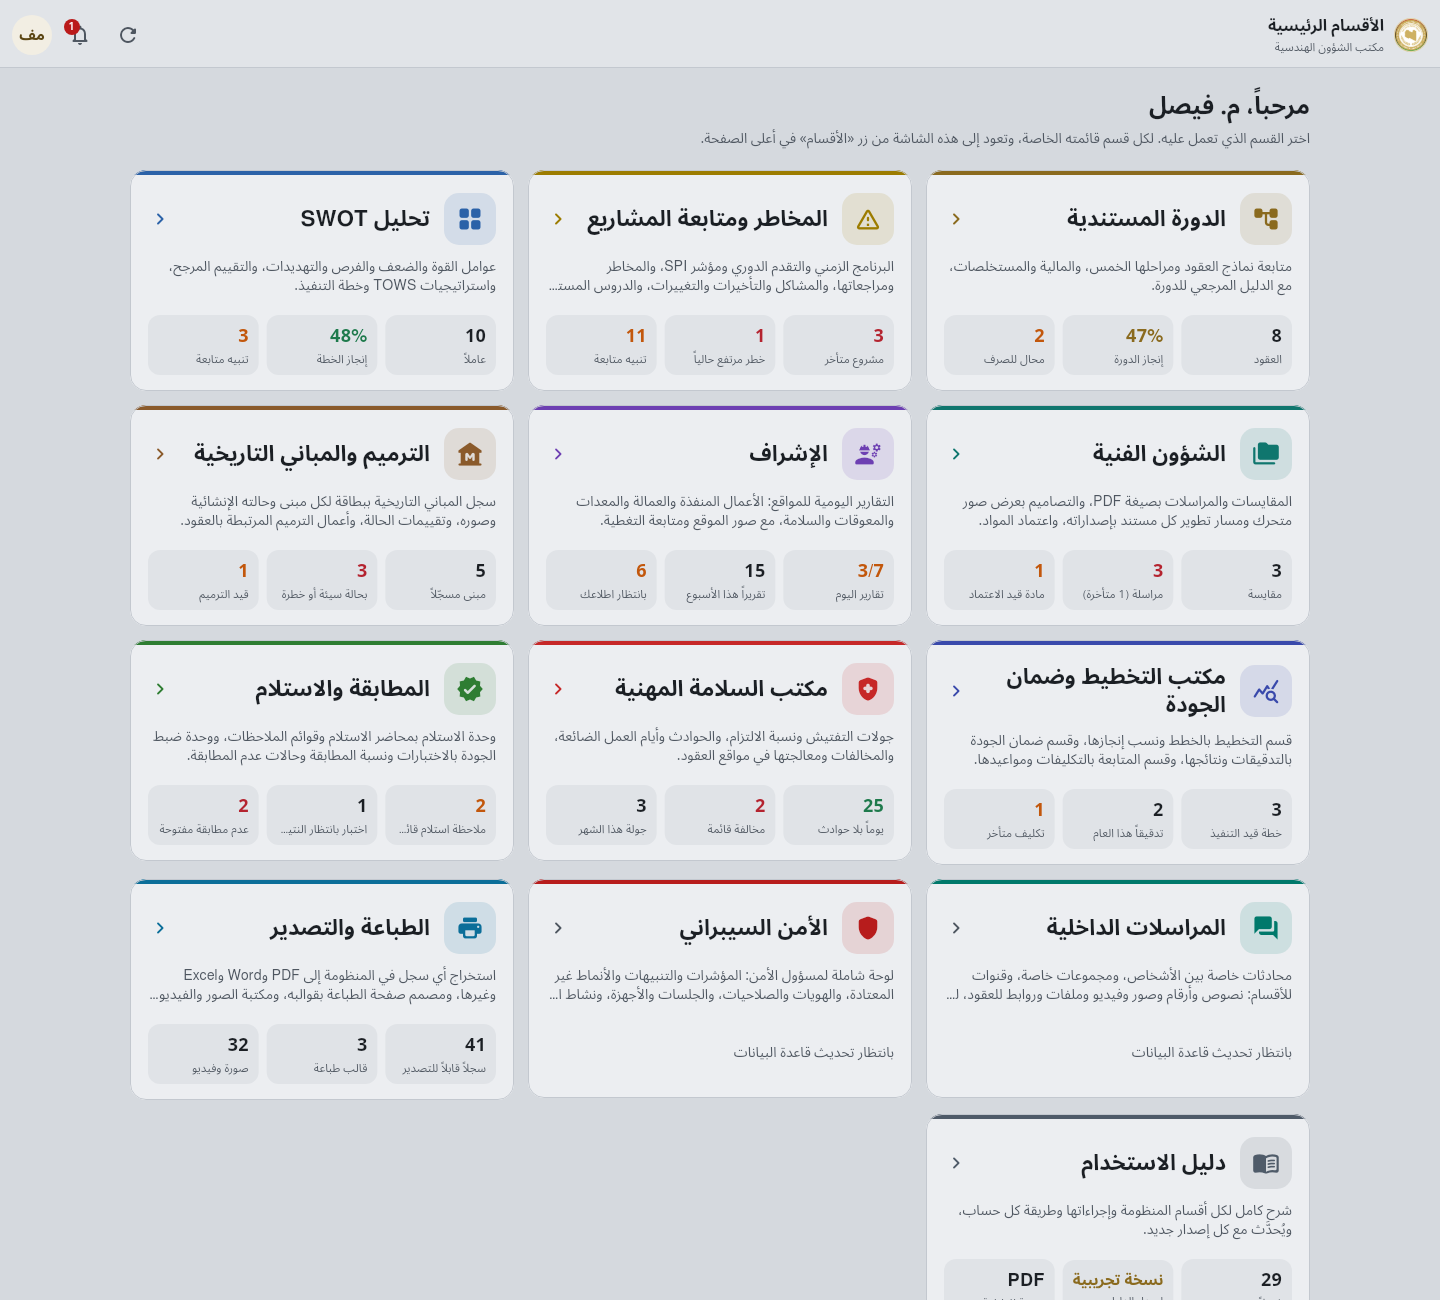 الأقسام الرئيسية
مكتب الشؤون الهندسية
1
مف
مرحباً، م. فيصل
اختر القسم الذي تعمل عليه. لكل قسم قائمته الخاصة، وتعود إلى هذه الشاشة من زر «الأقسام» في أعلى الصفحة.
الدورة المستندية
متابعة نماذج العقود ومراحلها الخمس، والمالية والمستخلصات،
مع الدليل المرجعي للدورة.
8
العقود
47%
إنجاز الدورة
2
محال للصرف
المخاطر ومتابعة المشاريع
البرنامج الزمني والتقدم الدوري ومؤشر SPI، والمخاطر
ومراجعاتها، والمشاكل والتأخيرات والتغييرات، والدروس المستـ...
3
مشروع متأخر
1
خطر مرتفع حالياً
11
تنبيه متابعة
تحليل SWOT
عوامل القوة والضعف والفرص والتهديدات، والتقييم المرجح،
واستراتيجيات TOWS وخطة التنفيذ.
10
عاملاً
48%
إنجاز الخطة
3
تنبيه متابعة
الشؤون الفنية
المقايسات والمراسلات بصيغة PDF، والتصاميم بعرض صور
متحرك ومسار تطوير كل مستند بإصداراته، واعتماد المواد.
3
مقايسة
3
مراسلة (1 متأخرة)
1
مادة قيد الاعتماد
الإشراف
التقارير اليومية للمواقع: الأعمال المنفذة والعمالة والمعدات
والمعوقات والسلامة، مع صور الموقع ومتابعة التغطية.
3/7
تقارير اليوم
15
تقريراً هذا الأسبوع
6
بانتظار اطلاعك
الترميم والمباني التاريخية
سجل المباني التاريخية ببطاقة لكل مبنى وحالته الإنشائية
وصوره، وتقييمات الحالة، وأعمال الترميم المرتبطة بالعقود.
5
مبنى مسجّلاً
3
بحالة سيئة أو خطرة
1
قيد الترميم
مكتب التخطيط وضمان
الجودة
قسم التخطيط بالخطط ونسب إنجازها، وقسم ضمان الجودة
بالتدقيقات ونتائجها، وقسم المتابعة بالتكليفات ومواعيدها.
3
خطة قيد التنفيذ
2
تدقيقاً هذا العام
1
تكليف متأخر
مكتب السلامة المهنية
جولات التفتيش ونسبة الالتزام، والحوادث وأيام العمل الضائعة،
والمخالفات ومعالجتها في مواقع العقود.
25
يوماً بلا حوادث
2
مخالفة قائمة
3
جولة هذا الشهر
المطابقة والاستلام
وحدة الاستلام بمحاضر الاستلام وقوائم الملاحظات، ووحدة ضبط
الجودة بالاختبارات ونسبة المطابقة وحالات عدم المطابقة.
2
ملاحظة استلام قائـ...
1
اختبار بانتظار النتيـ...
2
عدم مطابقة مفتوحة
المراسلات الداخلية
محادثات خاصة بين الأشخاص، ومجموعات خاصة، وقنوات
للأقسام: نصوص وأرقام وصور وفيديو وملفات وروابط للعقود، لـ...
بانتظار تحديث قاعدة البيانات
الأمن السيبراني
لوحة شاملة لمسؤول الأمن: المؤشرات والتنبيهات والأنماط غير
المعتادة، والهويات والصلاحيات، والجلسات والأجهزة، ونشاط ا...
بانتظار تحديث قاعدة البيانات
الطباعة والتصدير
استخراج أي سجل في المنظومة إلى PDF وWord وExcel
وغيرها، ومصمم صفحة الطباعة بقوالبه، ومكتبة الصور والفيديو...
41
سجلاً قابلاً للتصدير
3
قالب طباعة
32
صورة وفيديو
دليل الاستخدام
شرح كامل لكل أقسام المنظومة وإجراءاتها وطريقة كل حساب،
ويُحدَّث مع كل إصدار جديد.
29
نسخة تجريبية
PDF